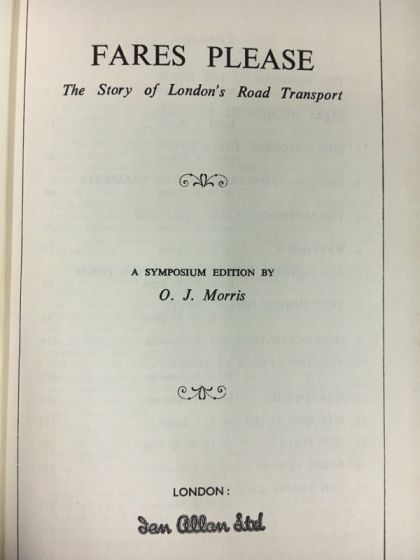 FARES PLEASE
The Story of London's Road Transport
A SYMPOSIUM EDITION BY
O. J. Morris
LONDON:
Ian Allan Ltd